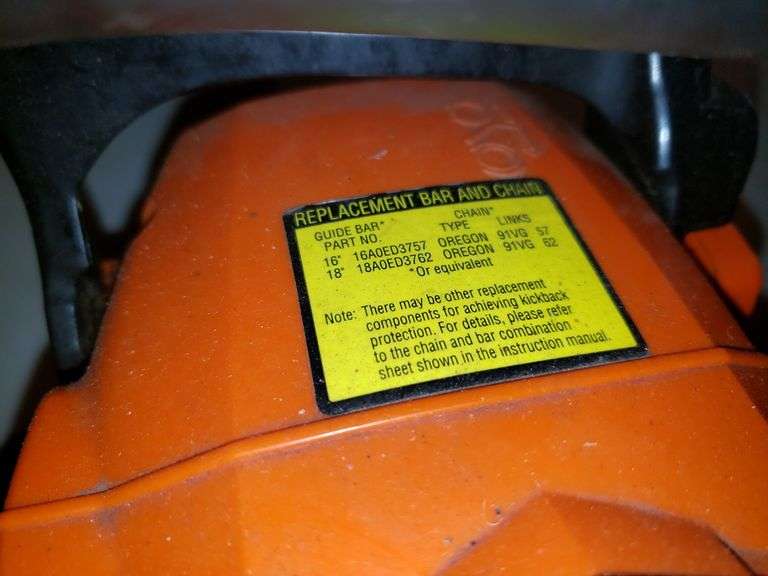 REPLACEMENT BAR AND CHAIN
GUIDE BAR* CHAIN*
PART NO. TYPE LINKS
16" 16A0ED3757 OREGON 91VG 57
18" 18A0ED3762 OREGON 91VG 62
*Or equivalent
Note: There may be other replacement
components for achieving kickback
protection. For details, please refer
to the chain and bar combination
sheet shown in the instruction manual.